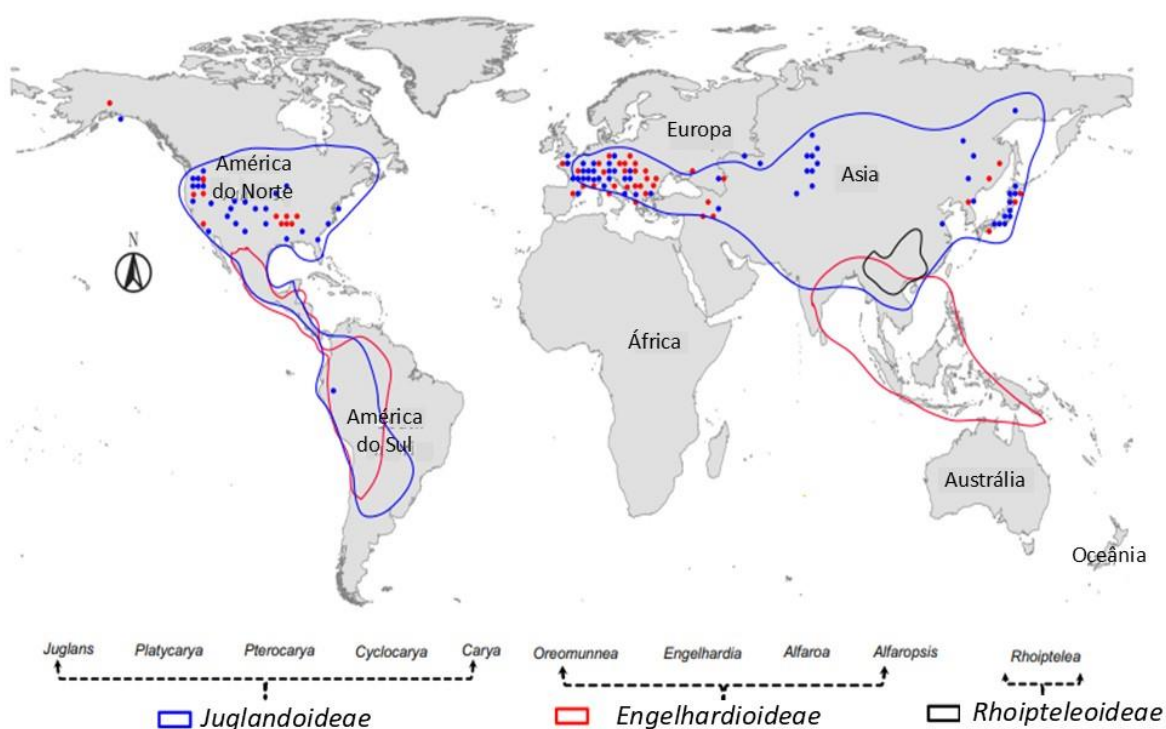 Europa
América
do Norte
Asia
N
África
América
do Sul
Austrália
Oceânia
Juglans Platycarya Pterocarya Cyclocarya Carya Oreomunnea Engelhardia Alfaroa Alfaropsis Rhoiptelea
Juglandoideae Engelhardioideae Rhoipteleoideae